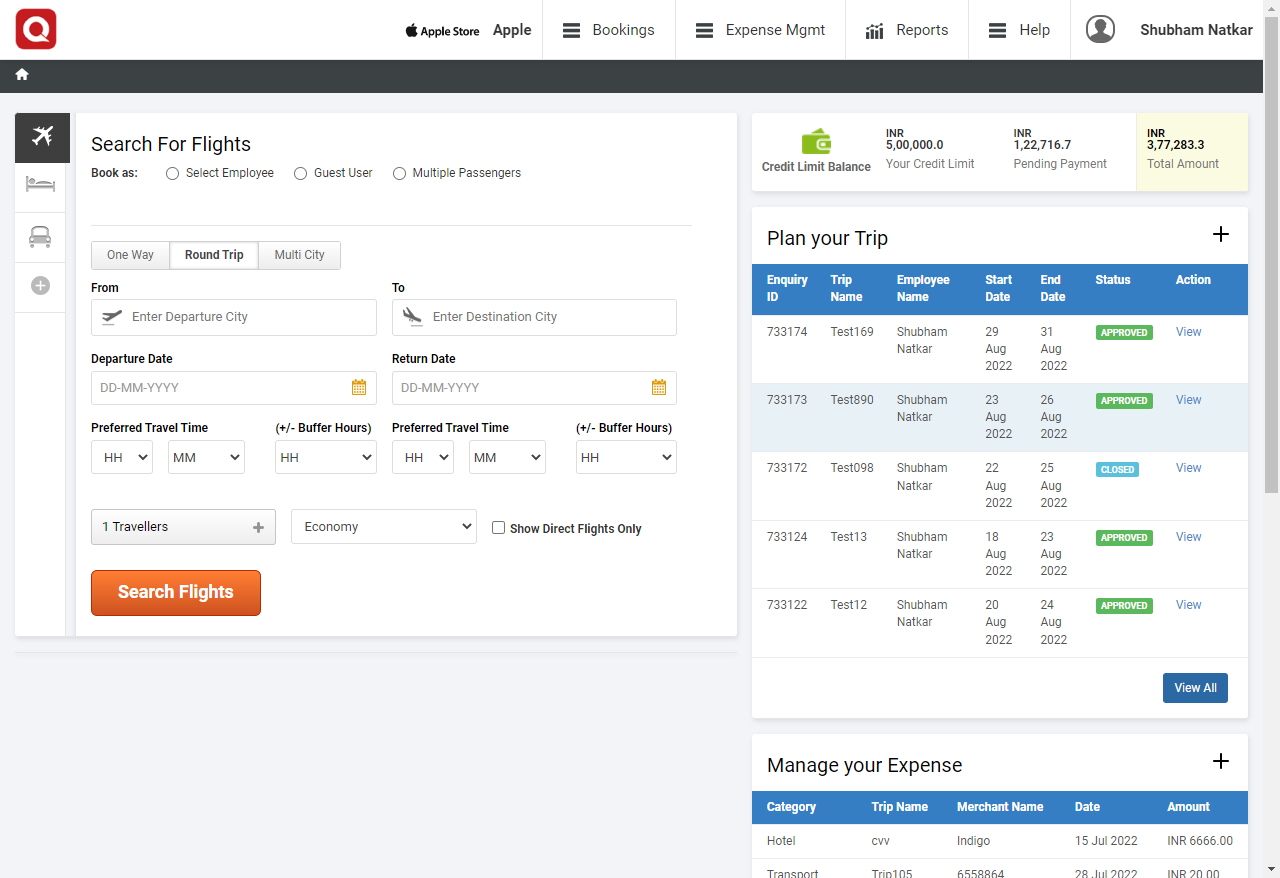 Apple Store Apple Bookings Expense Mgmt Reports Help Shubham Natkar
Search For Flights
Book as: Select Employee Guest User Multiple Passengers
One Way Round Trip Multi City
From To
Enter Departure City Enter Destination City
Departure Date Return Date
DD-MM-YYYY DD-MM-YYYY
Preferred Travel Time (+/- Buffer Hours) Preferred Travel Time (+/- Buffer Hours)
HH MM HH HH MM HH
1 Travellers Economy Show Direct Flights Only
Search Flights
Credit Limit Balance
INR
5,00,000.0
Your Credit Limit
INR
1,22,716.7
Pending Payment
INR
3,77,283.3
Total Amount
Plan your Trip
Enquiry ID Trip Name Employee Name Start Date End Date Status Action
733174 Test169 Shubham Natkar 29 Aug 2022 31 Aug 2022 APPROVED View
733173 Test890 Shubham Natkar 23 Aug 2022 26 Aug 2022 APPROVED View
733172 Test098 Shubham Natkar 22 Aug 2022 25 Aug 2022 CLOSED View
733124 Test13 Shubham Natkar 18 Aug 2022 23 Aug 2022 APPROVED View
733122 Test12 Shubham Natkar 20 Aug 2022 24 Aug 2022 APPROVED View
View All
Manage your Expense
Category Trip Name Merchant Name Date Amount
Hotel cvv Indigo 15 Jul 2022 INR 6666.00
Transport Trip105 6558864 28 Jul 2022 INR 20.00